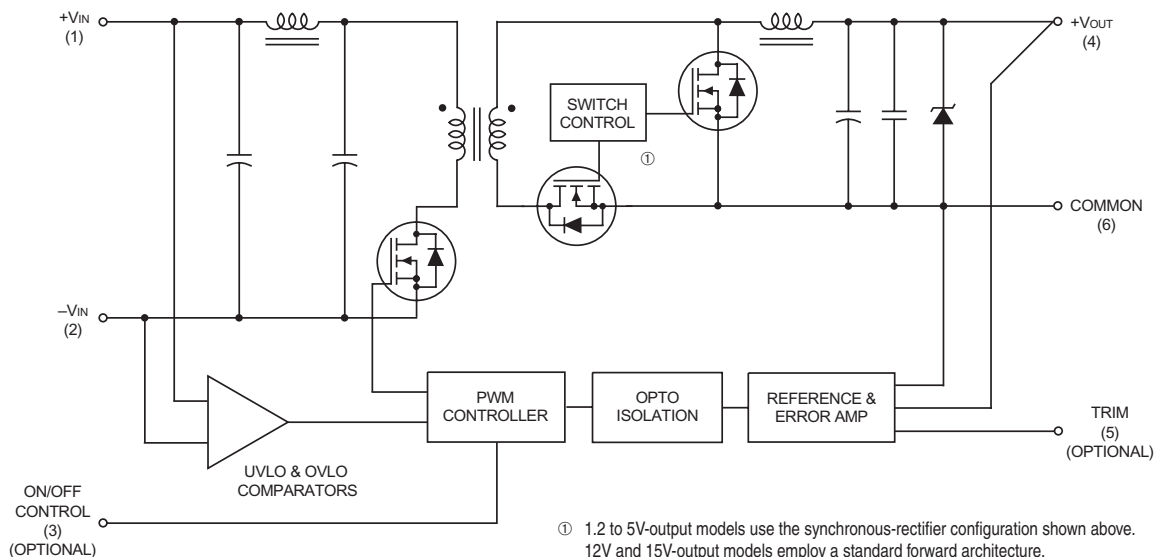 +VIN
(1)
+VOUT
(4)
SWITCH
CONTROL
①
COMMON
(6)
–VIN
(2)
PWM
CONTROLLER
OPTO
ISOLATION
REFERENCE &
ERROR AMP
TRIM
(5)
(OPTIONAL)
UVLO & OVLO
COMPARATORS
ON/OFF
CONTROL
(3)
(OPTIONAL)
① 1.2 to 5V-output models use the synchronous-rectifier configuration shown above.
12V and 15V-output models employ a standard forward architecture.